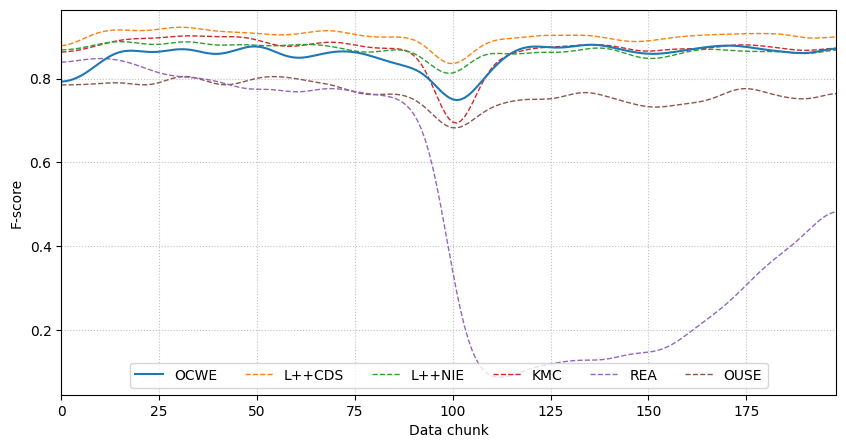 F-score
0.8
0.6
0.4
0.2
OCWE L++CDS L++NIE KMC REA OUSE
0 25 50 75 100 125 150 175
Data chunk